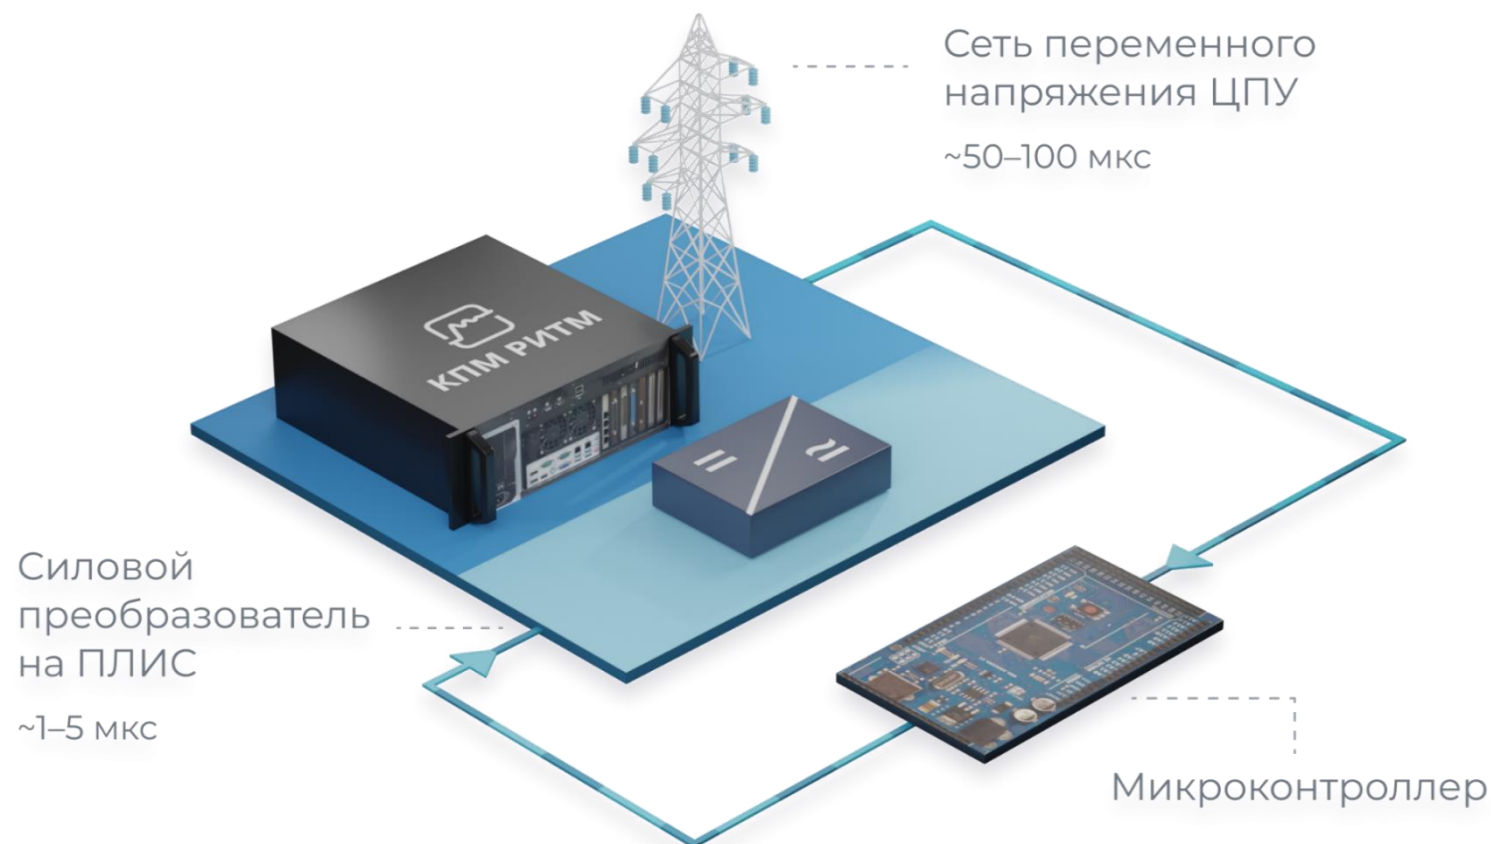 Сеть переменного
напряжения ЦПУ
~50–100 мкс
КПМ РИТМ
Силовой
преобразователь
на ПЛИС
~1–5 мкс
Микроконтроллер